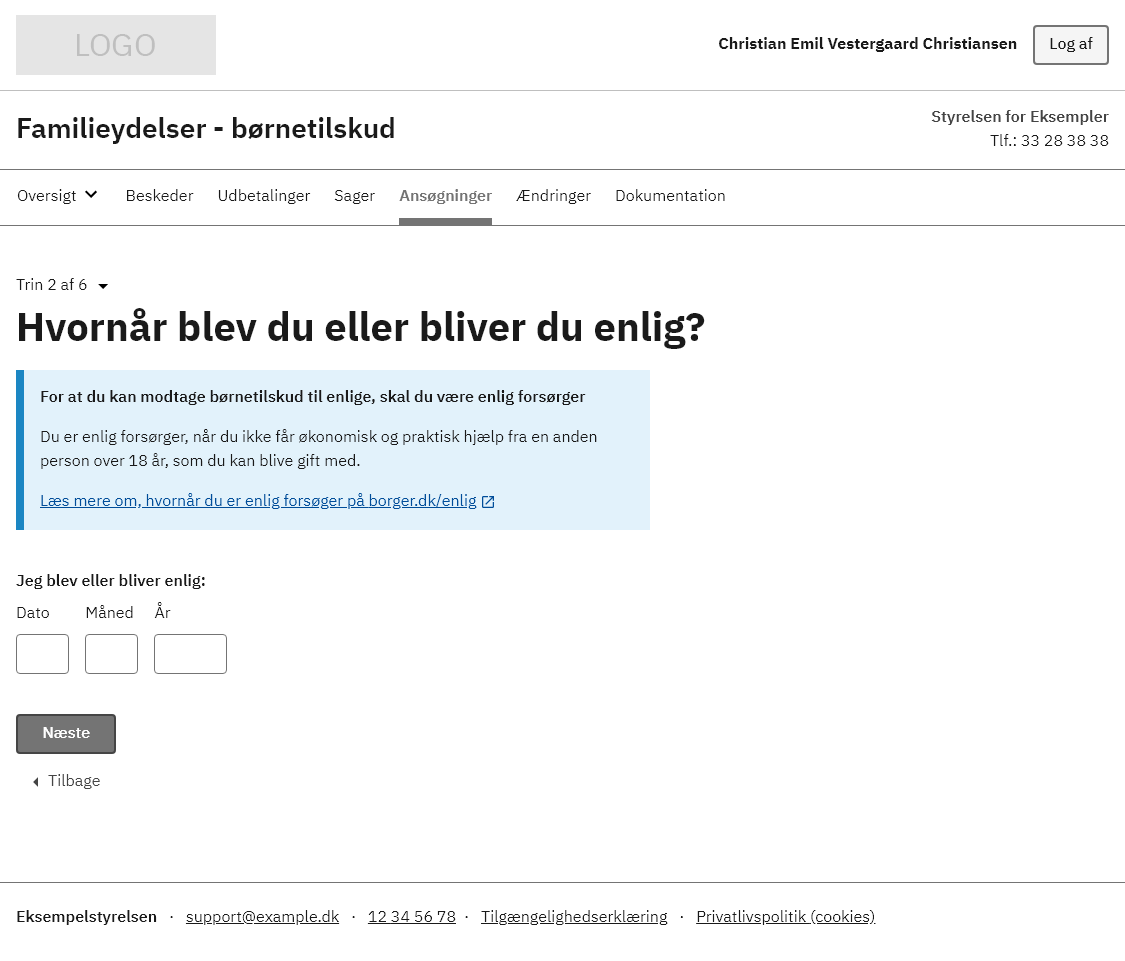 LOGO
Christian Emil Vestergaard Christiansen
Log af
Familieydelser - børnetilskud
Styrelsen for Eksempler
Tlf.: 33 28 38 38
Oversigt Beskeder Udbetalinger Sager Ansøgninger Ændringer Dokumentation
Trin 2 af 6
Hvornår blev du eller bliver du enlig?
For at du kan modtage børnetilskud til enlige, skal du være enlig forsørger
Du er enlig forsørger, når du ikke får økonomisk og praktisk hjælp fra en anden
person over 18 år, som du kan blive gift med.
Læs mere om, hvornår du er enlig forsøger på borger.dk/enlig
Jeg blev eller bliver enlig:
Dato Måned År
Næste
Tilbage
Eksempelstyrelsen · support@example.dk · 12 34 56 78 · Tilgængelighedserklæring · Privatlivspolitik (cookies)